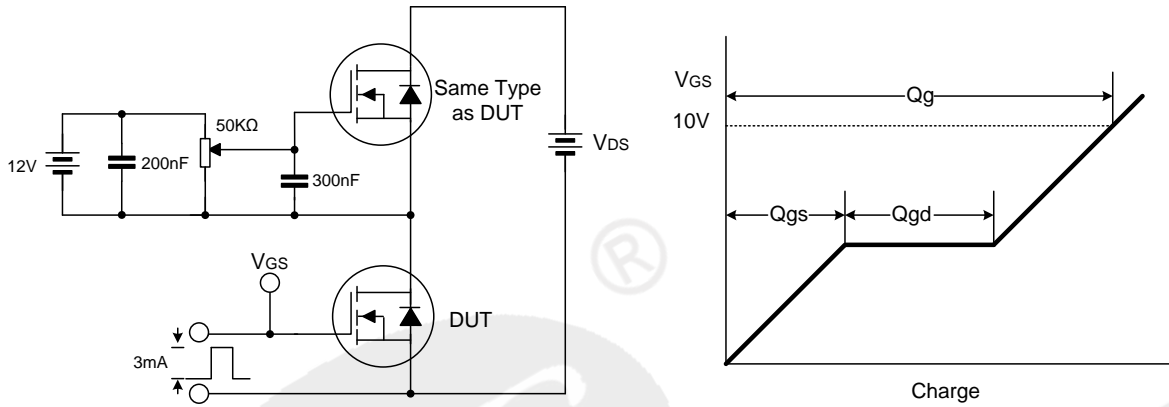 Same Type
as DUT
50KΩ
12V
200nF
300nF
VDS
VGS
DUT
3mA
VGS
10V
Qg
Qgs
Qgd
Charge
®